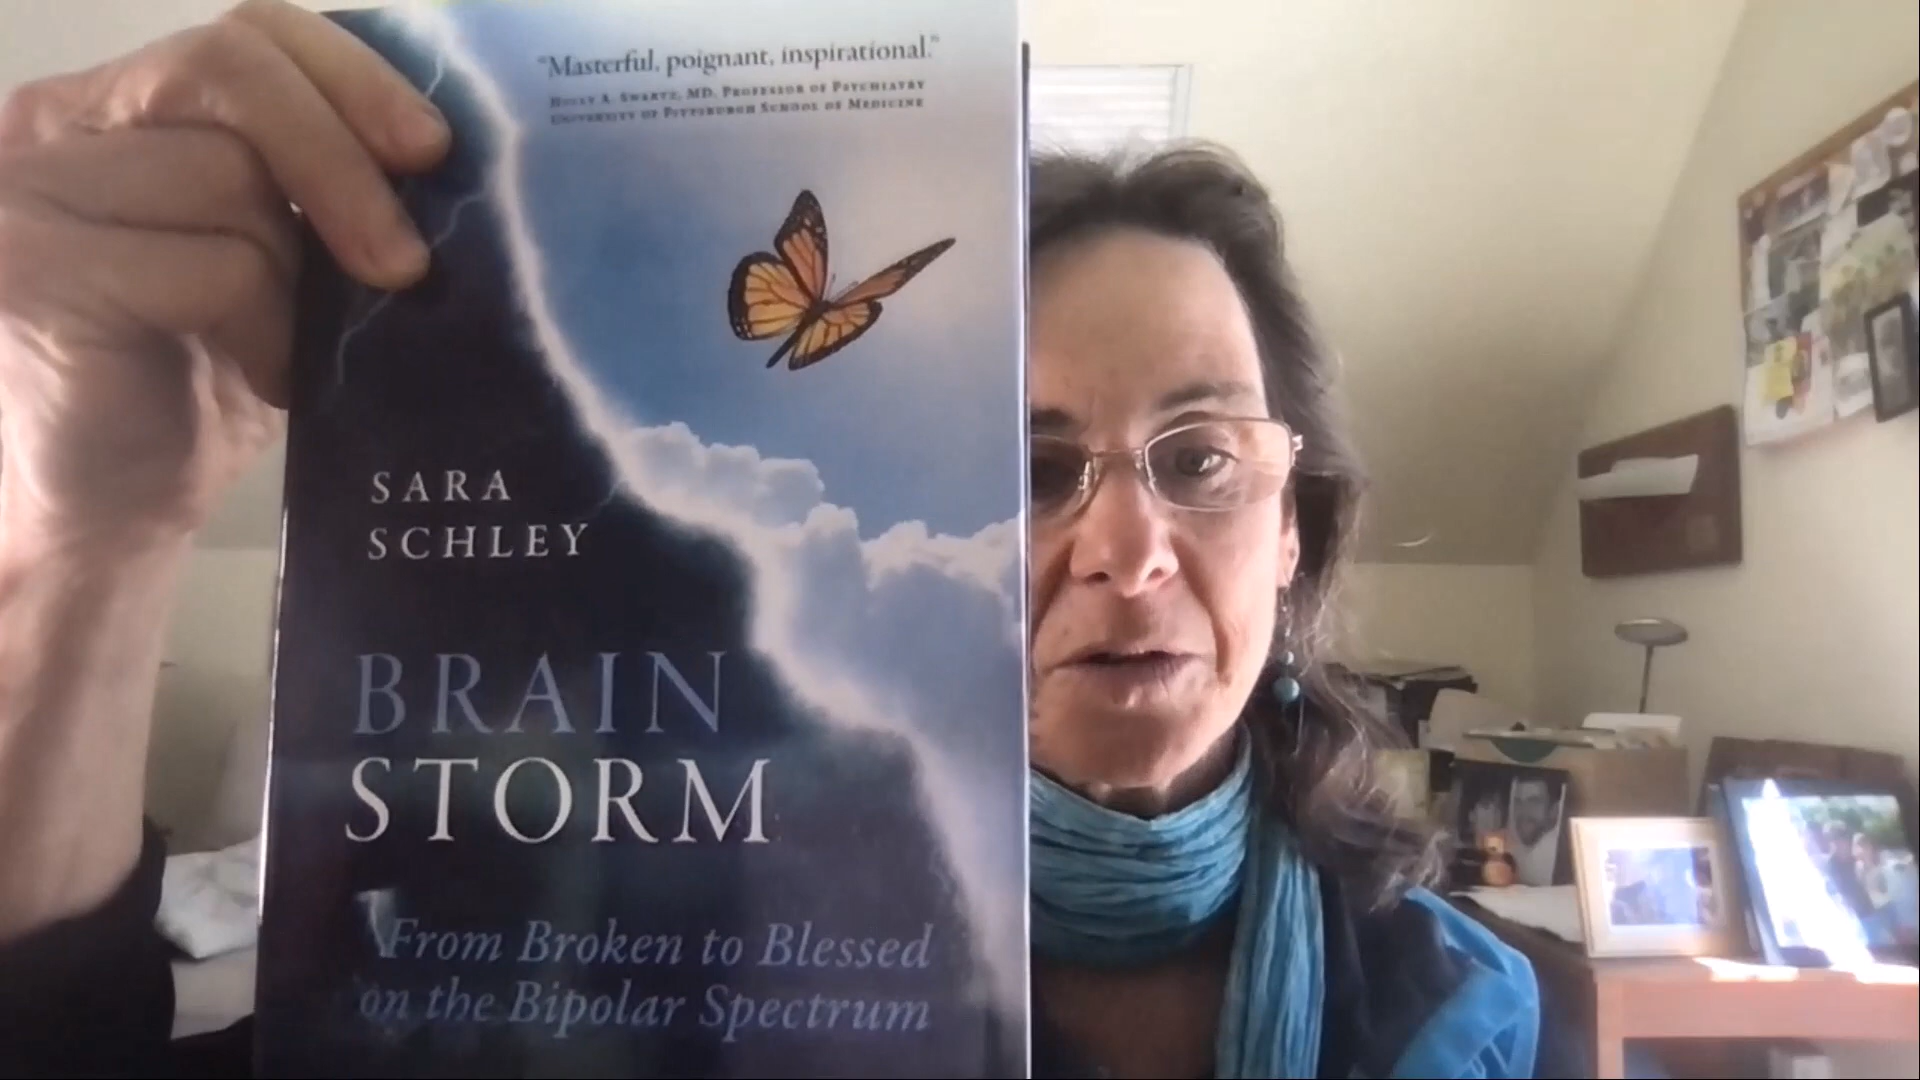 "Masterful, poignant, inspirational."
Holly A. Swartz, MD, Professor of Psychiatry
University of Pittsburgh School of Medicine
SARA
SCHLEY
BRAIN
STORM
From Broken to Blessed
on the Bipolar Spectrum